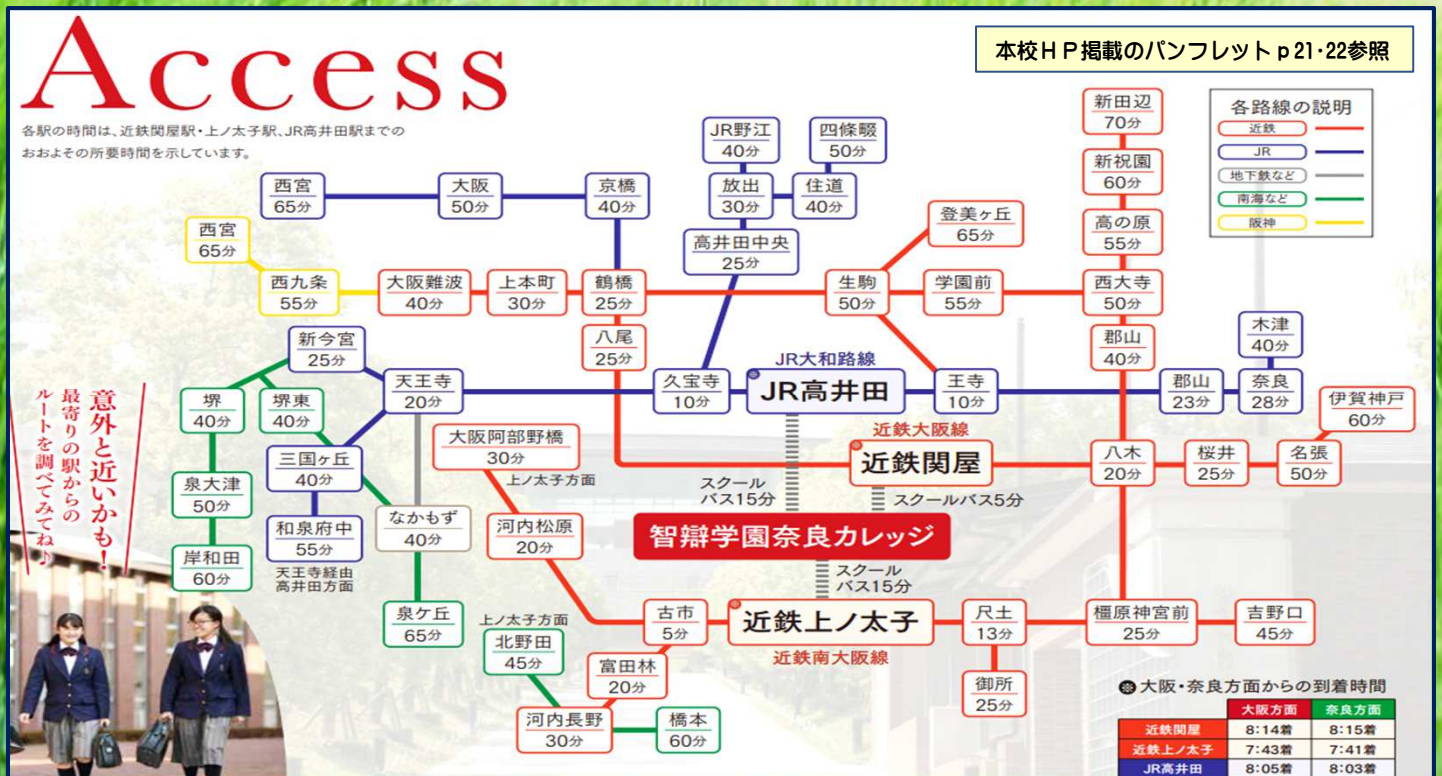 Access
本校HP掲載のパンフレットp21･22参照
各駅の時間は、近鉄関屋駅・上ノ太子駅、JR高井田駅までの
おおよその所要時間を示しています。
各路線の説明
近鉄
JR
地下鉄など
南海など
阪神
新田辺
70分
新祝園
60分
高の原
55分
JR野江
40分
四條畷
50分
西宮
65分
大阪
50分
京橋
40分
放出
30分
住道
40分
登美ヶ丘
65分
西宮
65分
高井田中央
25分
西九条
55分
大阪難波
40分
上本町
30分
鶴橋
25分
生駒
50分
学園前
55分
西大寺
50分
新今宮
25分
八尾
25分
郡山
40分
木津
40分
JR大和路線
天王寺
20分
久宝寺
10分
JR高井田
王寺
10分
郡山
23分
奈良
28分
伊賀神戸
60分
意外と近いかも!
最寄りの駅からの
ルートを調べてみてね♪
堺
40分
堺東
40分
大阪阿部野橋
30分
上ノ太子方面
近鉄大阪線
近鉄関屋
八木
20分
桜井
25分
名張
50分
三国ヶ丘
40分
泉大津
50分
スクール
バス15分
スクールバス5分
なかもず
40分
河内松原
20分
智辯学園奈良カレッジ
和泉府中
55分
天王寺経由
高井田方面
岸和田
60分
スクール
バス15分
泉ケ丘
65分
上ノ太子方面
北野田
45分
古市
5分
近鉄上ノ太子
近鉄南大阪線
尺土
13分
橿原神宮前
25分
吉野口
45分
富田林
20分
御所
25分
河内長野
30分
橋本
60分
大阪・奈良方面からの到着時間
大阪方面 奈良方面
近鉄関屋 8:14着 8:15着
近鉄上ノ太子 7:43着 7:41着
JR高井田 8:05着 8:03着